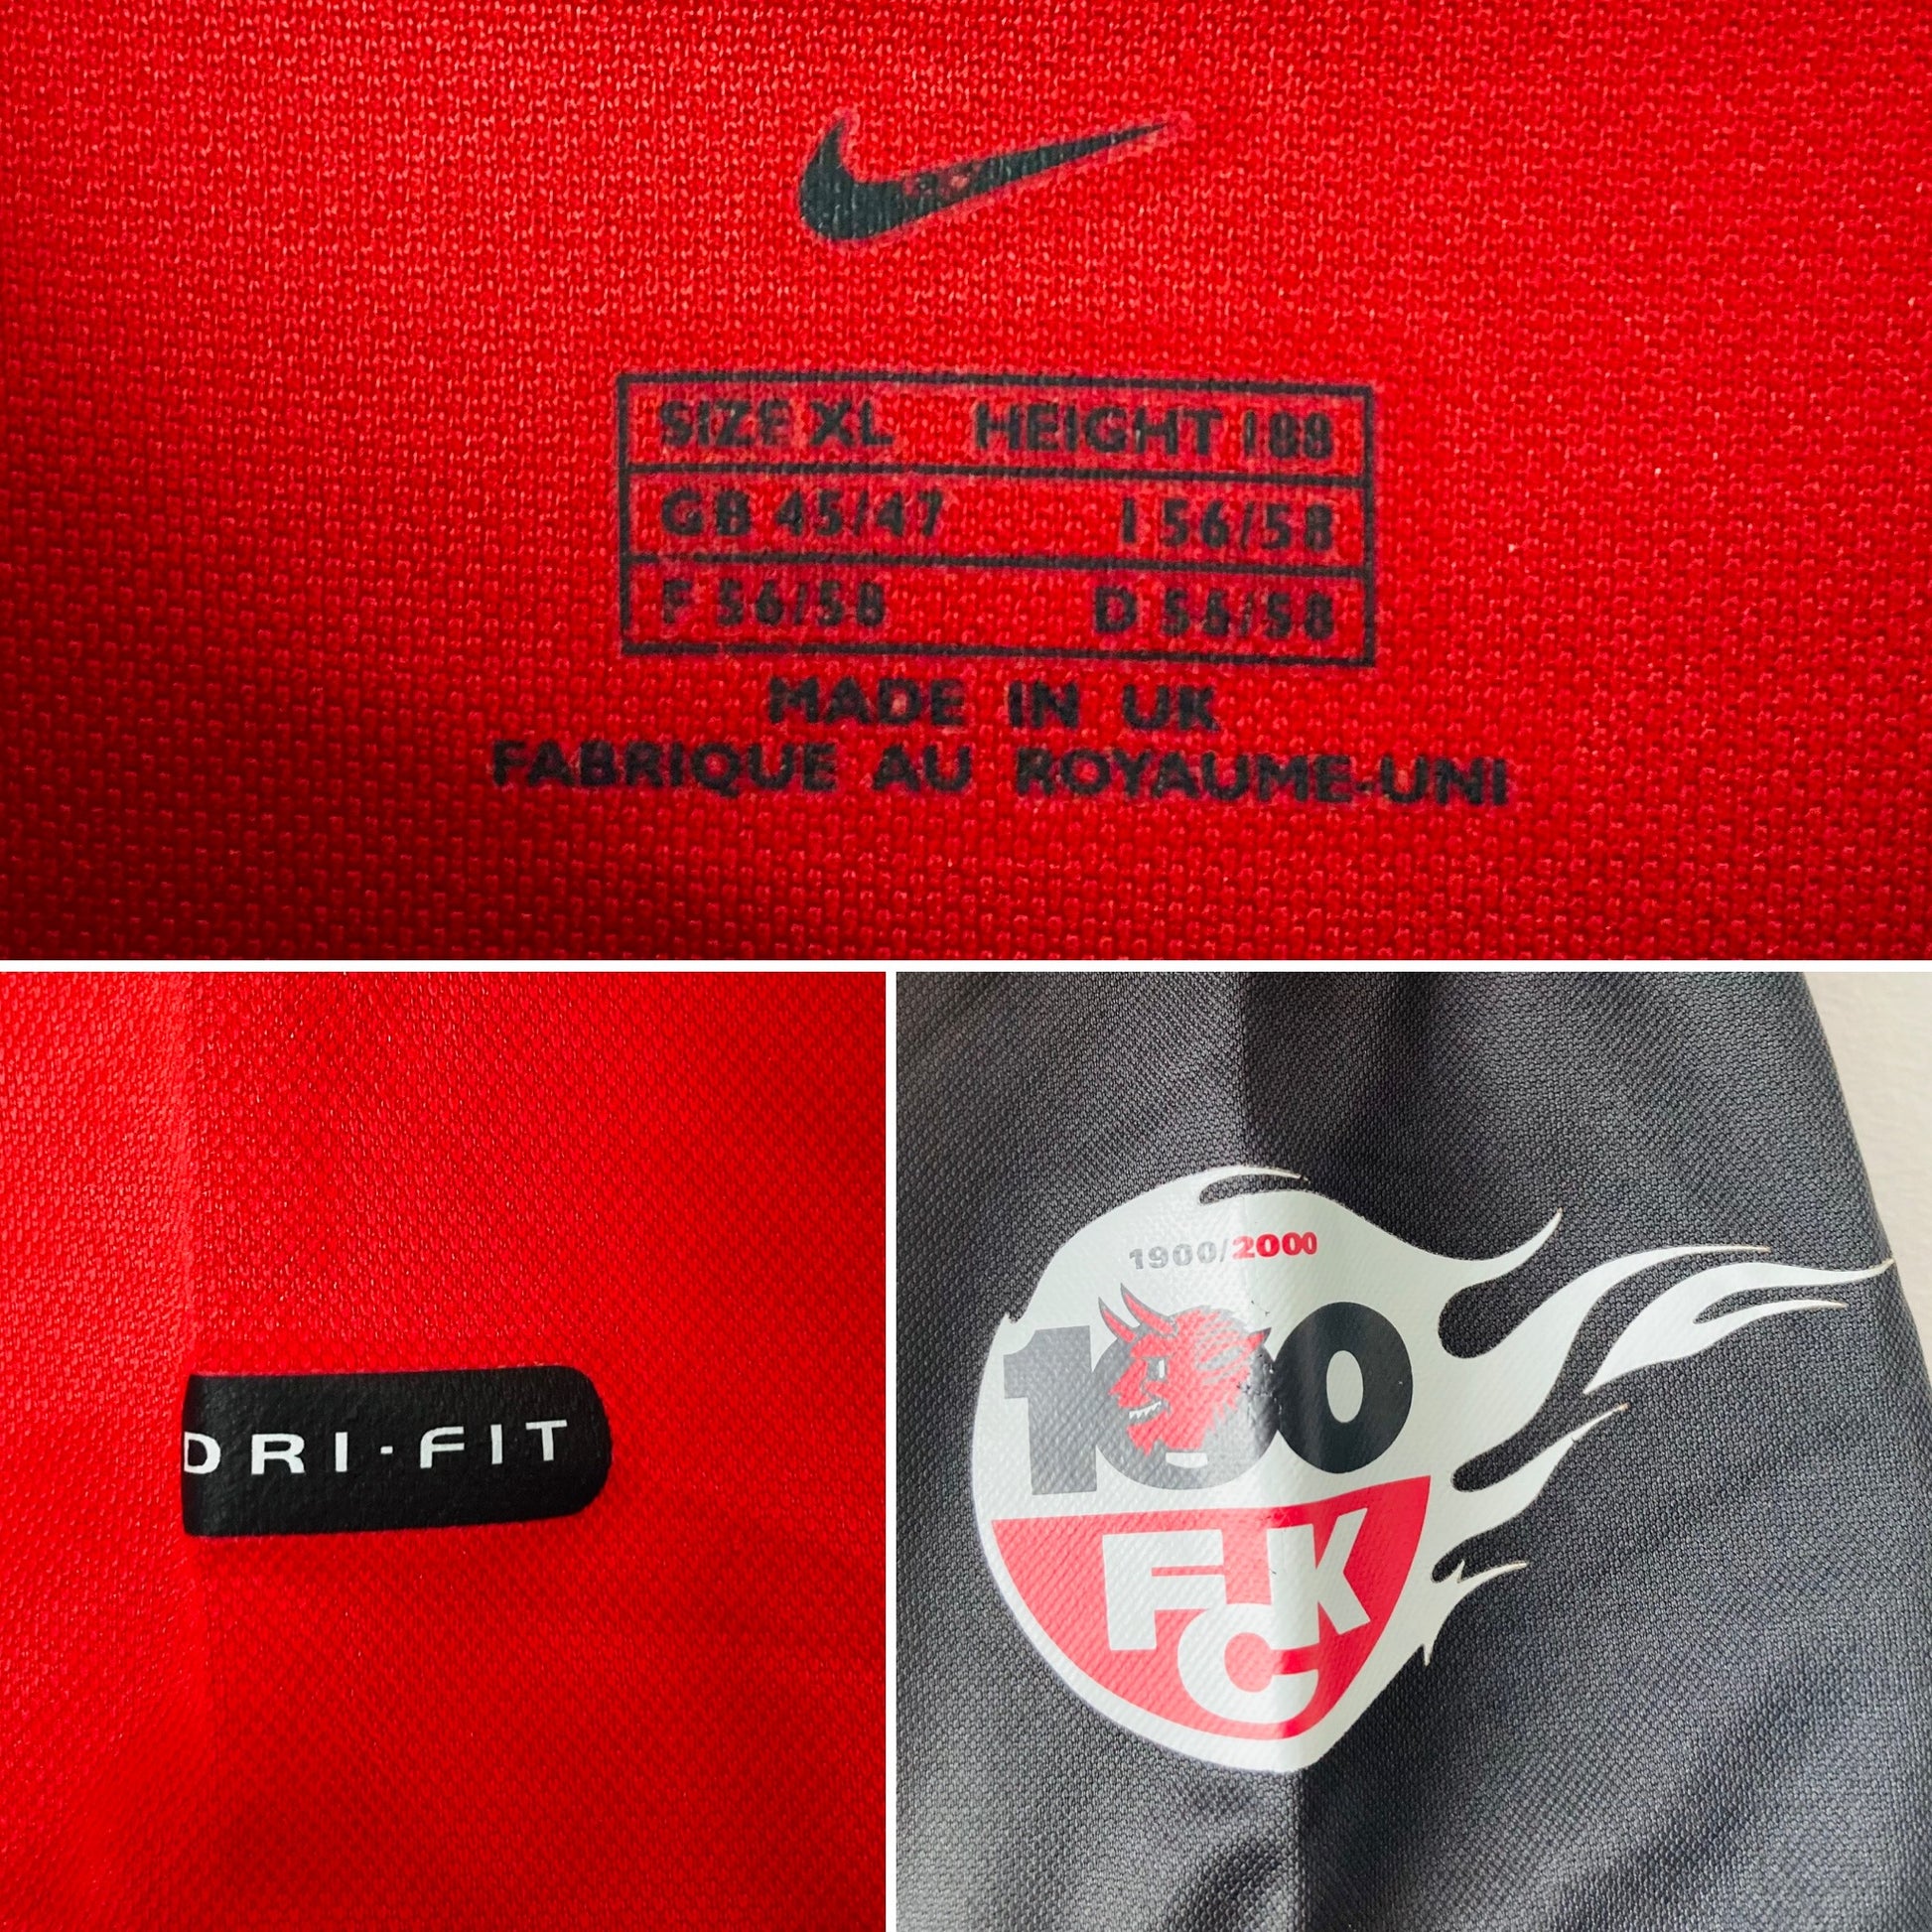 SIZE XL HEIGHT 188
GB 45/47 I 56/58
F 56/58 D 56/58
MADE IN UK
FABRIQUE AU ROYAUME-UNI
DRI-FIT
1900/2000
100
FCK